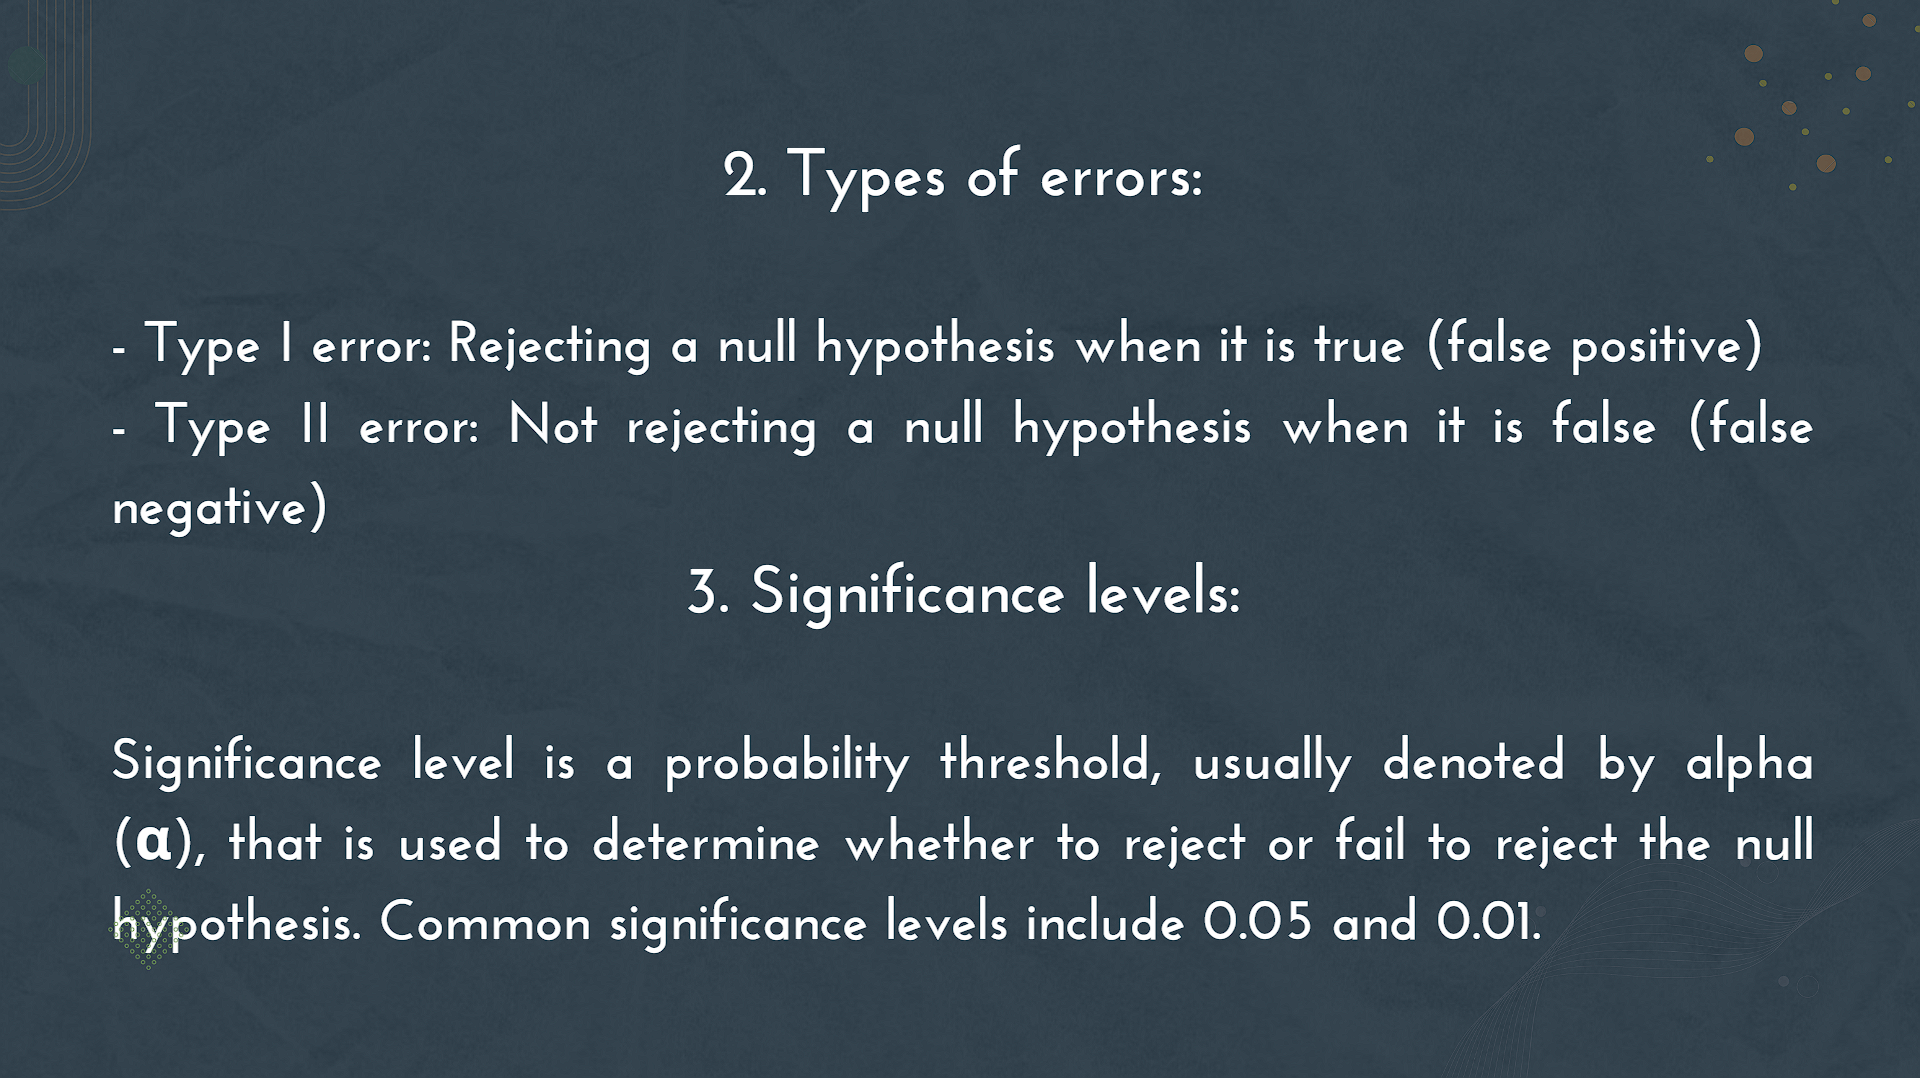 2. Types of errors:
- Type I error: Rejecting a null hypothesis when it is true (false positive)
- Type II error: Not rejecting a null hypothesis when it is false (false
negative)
3. Significance levels:
Significance level is a probability threshold, usually denoted by alpha
(α), that is used to determine whether to reject or fail to reject the null
hypothesis. Common significance levels include 0.05 and 0.01.